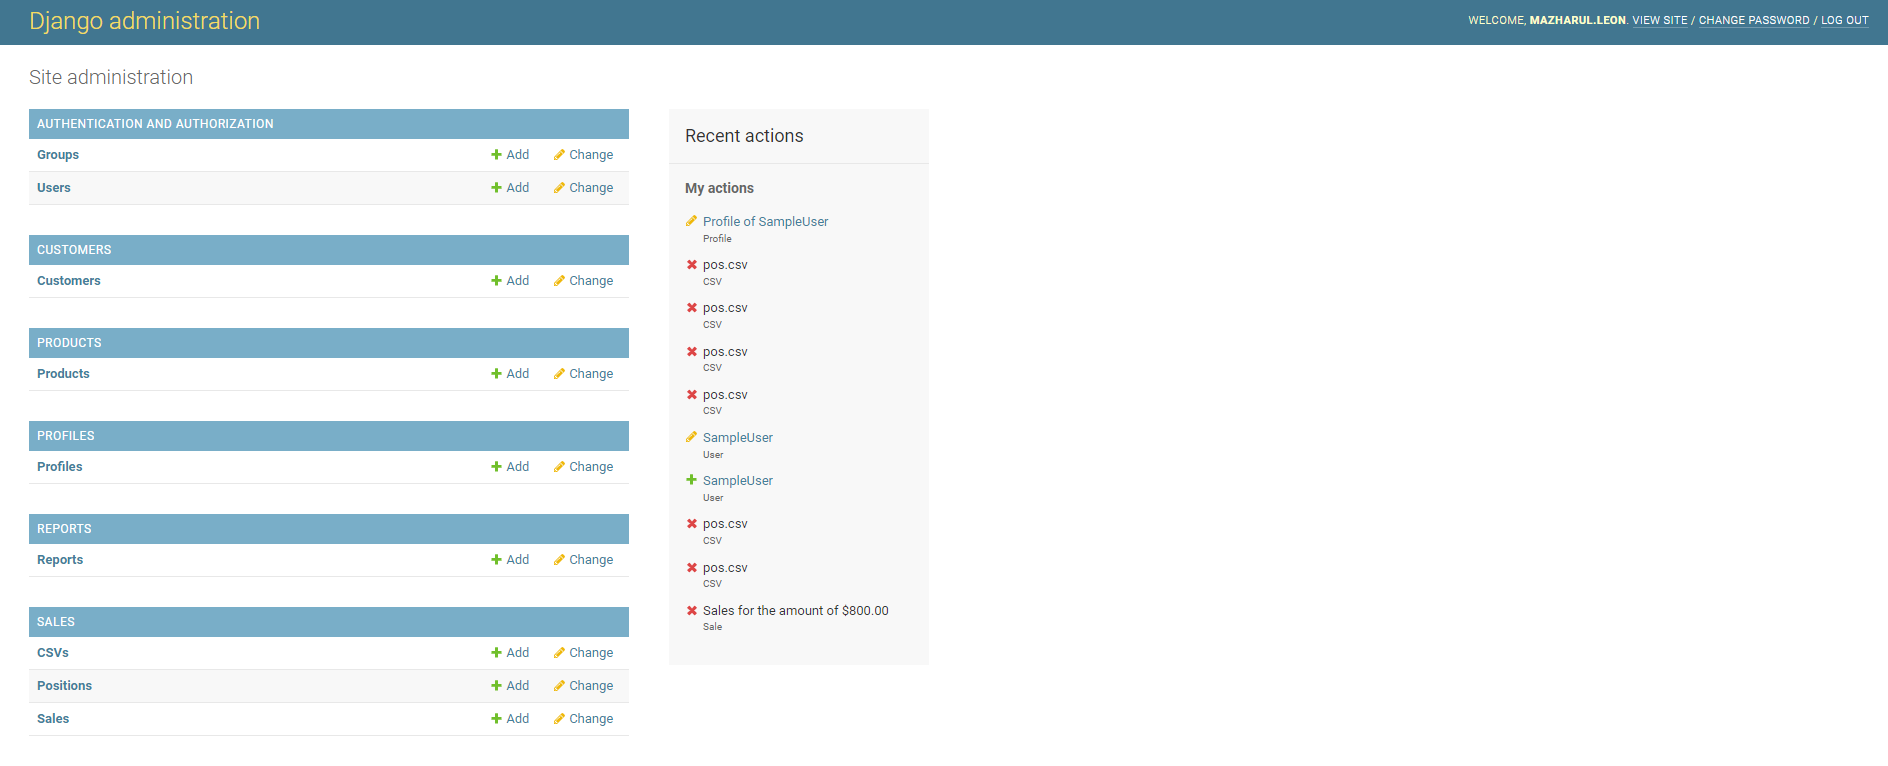 Django administration
WELCOME, MAZHARUL.LEON. VIEW SITE / CHANGE PASSWORD / LOG OUT
Site administration
AUTHENTICATION AND AUTHORIZATION
Groups Add Change
Users Add Change
CUSTOMERS
Customers Add Change
PRODUCTS
Products Add Change
PROFILES
Profiles Add Change
REPORTS
Reports Add Change
SALES
CSVs Add Change
Positions Add Change
Sales Add Change
Recent actions
My actions
Profile of SampleUser
Profile
pos.csv
CSV
pos.csv
CSV
pos.csv
CSV
pos.csv
CSV
SampleUser
User
SampleUser
User
pos.csv
CSV
pos.csv
CSV
Sales for the amount of $800.00
Sale